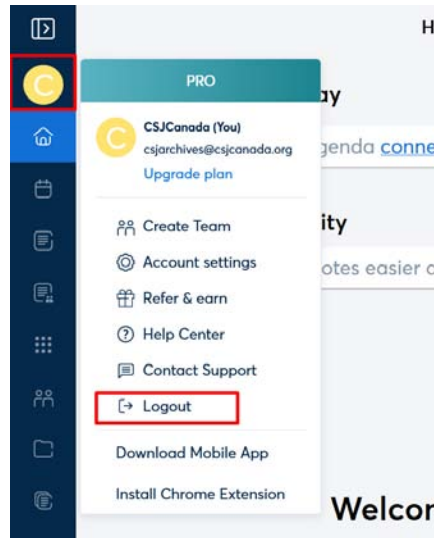 H
C
PRO
ay
C
CSJCanada (You)
csjarchives@csjcanada.org
genda conne
Upgrade plan
Create Team
ity
Account settings
otes easier
Refer & earn
Help Center
Contact Support
Logout
Download Mobile App
Install Chrome Extension
Welcor